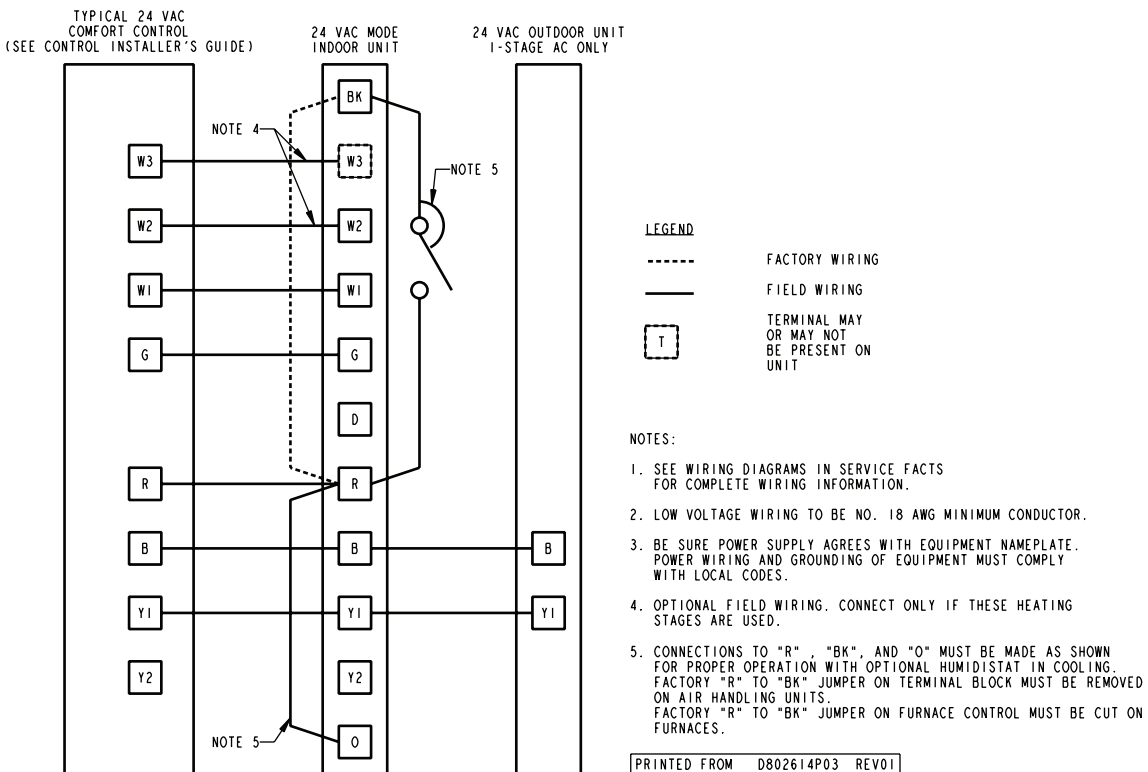 TYPICAL 24 VAC
COMFORT CONTROL
(SEE CONTROL INSTALLER'S GUIDE)
24 VAC MODE
INDOOR UNIT
24 VAC OUTDOOR UNIT
1-STAGE AC ONLY
BK
NOTE 4
W3
W3
NOTE 5
W2
W2
W1
W1
G
G
D
R
R
B
B
B
Y1
Y1
Y1
Y2
Y2
NOTE 5
O
LEGEND
FACTORY WIRING
FIELD WIRING
T
TERMINAL MAY
OR MAY NOT
BE PRESENT ON
UNIT
NOTES:
1. SEE WIRING DIAGRAMS IN SERVICE FACTS
FOR COMPLETE WIRING INFORMATION.
2. LOW VOLTAGE WIRING TO BE NO. 18 AWG MINIMUM CONDUCTOR.
3. BE SURE POWER SUPPLY AGREES WITH EQUIPMENT NAMEPLATE.
POWER WIRING AND GROUNDING OF EQUIPMENT MUST COMPLY
WITH LOCAL CODES.
4. OPTIONAL FIELD WIRING. CONNECT ONLY IF THESE HEATING
STAGES ARE USED.
5. CONNECTIONS TO "R" , "BK", AND "O" MUST BE MADE AS SHOWN
FOR PROPER OPERATION WITH OPTIONAL HUMIDISTAT IN COOLING.
FACTORY "R" TO "BK" JUMPER ON TERMINAL BLOCK MUST BE REMOVED
ON AIR HANDLING UNITS.
FACTORY "R" TO "BK" JUMPER ON FURNACE CONTROL MUST BE CUT ON
FURNACES.
PRINTED FROM D802614P03 REV01